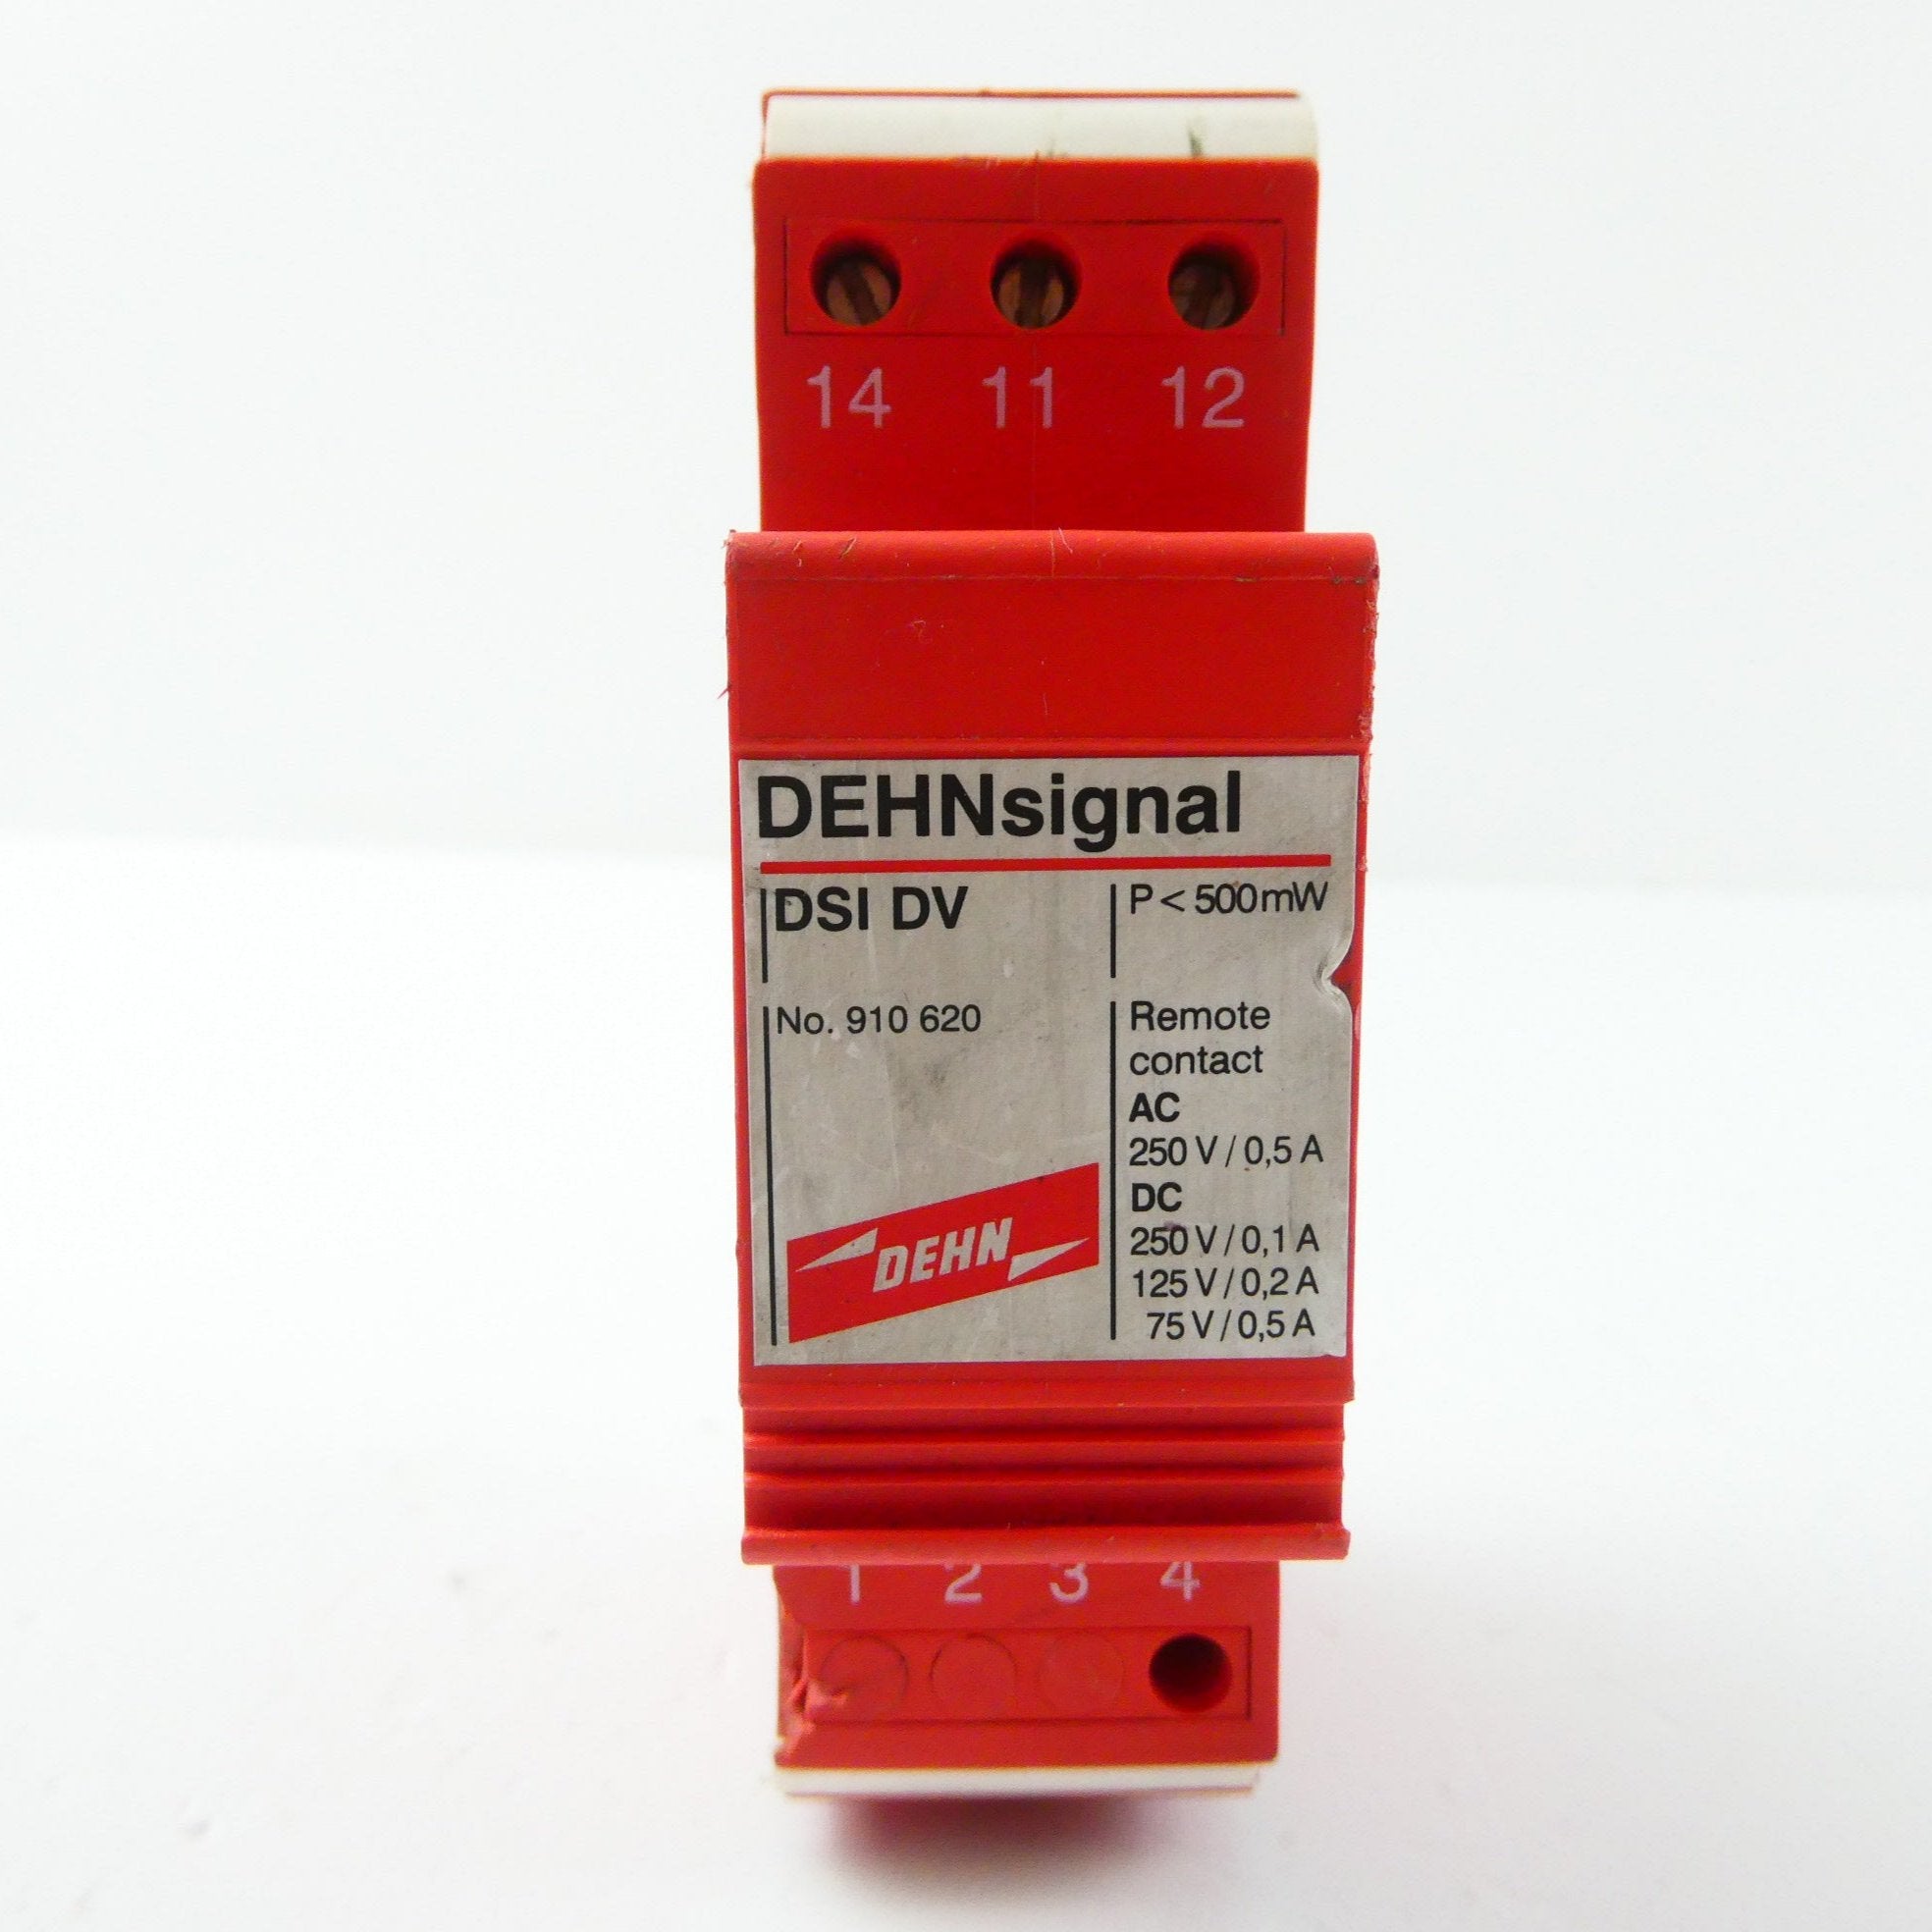 14 11 12
DEHNsignal
DSI DV
P < 500mW
No. 910 620
Remote
contact
AC
250 V / 0,5 A
DC
250 V / 0,1 A
125 V / 0,2 A
75 V / 0,5 A
DEHN
1 2 3 4